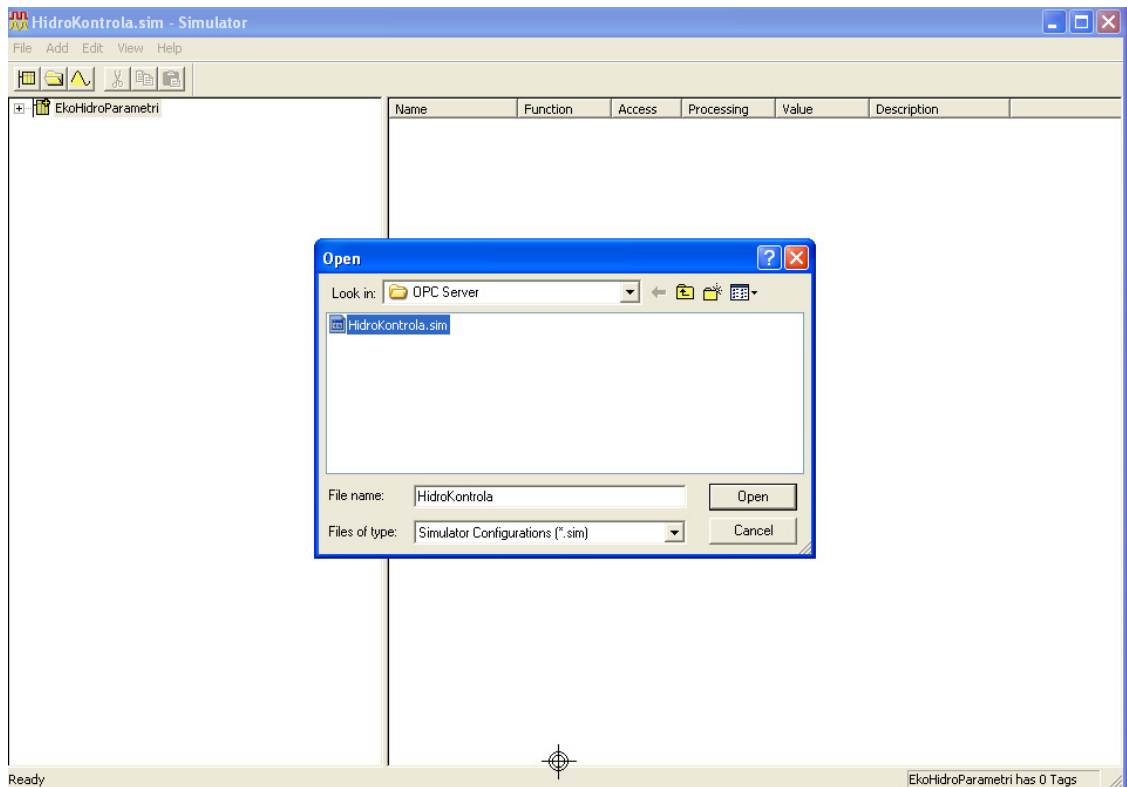 HidroKontrola.sim - Simulator
File Add Edit View Help
EkoHidroParametri
Name Function Access Processing Value Description
Open
Look in: OPC Server
HidroKontrola.sim
File name: HidroKontrola Open
Files of type: Simulator Configurations (*.sim) Cancel
Ready EkoHidroParametri has 0 Tags